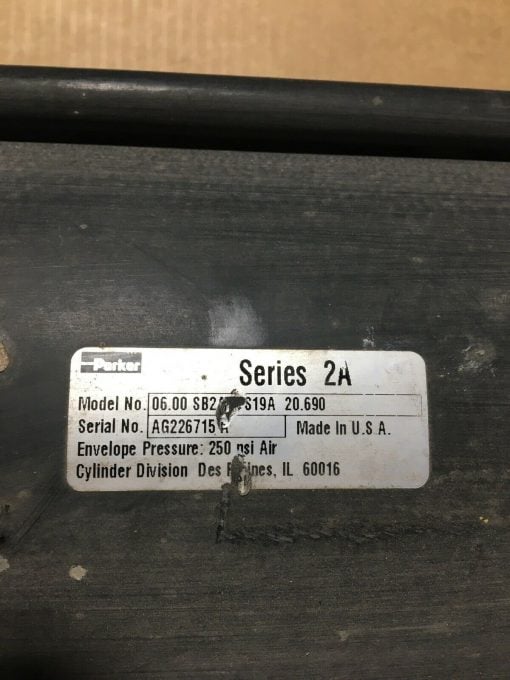 Parker
Series 2A
Model No. 06.00 20.690
Serial No. AG226715 Made In U.S.A.
Envelope Pressure: 250 psi Air
Cylinder Division Des IL 60016